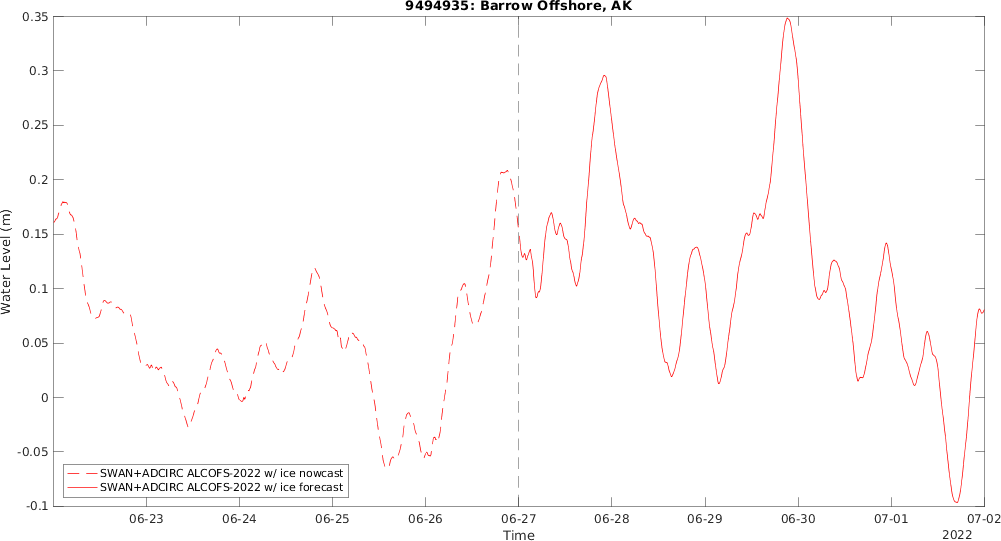 9494935: Barrow Offshore, AK
0.35
0.3
0.25
0.2
0.15
0.1
0.05
0
-0.05
-0.1
Water Level (m)
SWAN+ADCIRC ALCOFS-2022 w/ ice nowcast
SWAN+ADCIRC ALCOFS-2022 w/ ice forecast
06-23 06-24 06-25 06-26 06-27 06-28 06-29 06-30 07-01 07-02
Time
2022